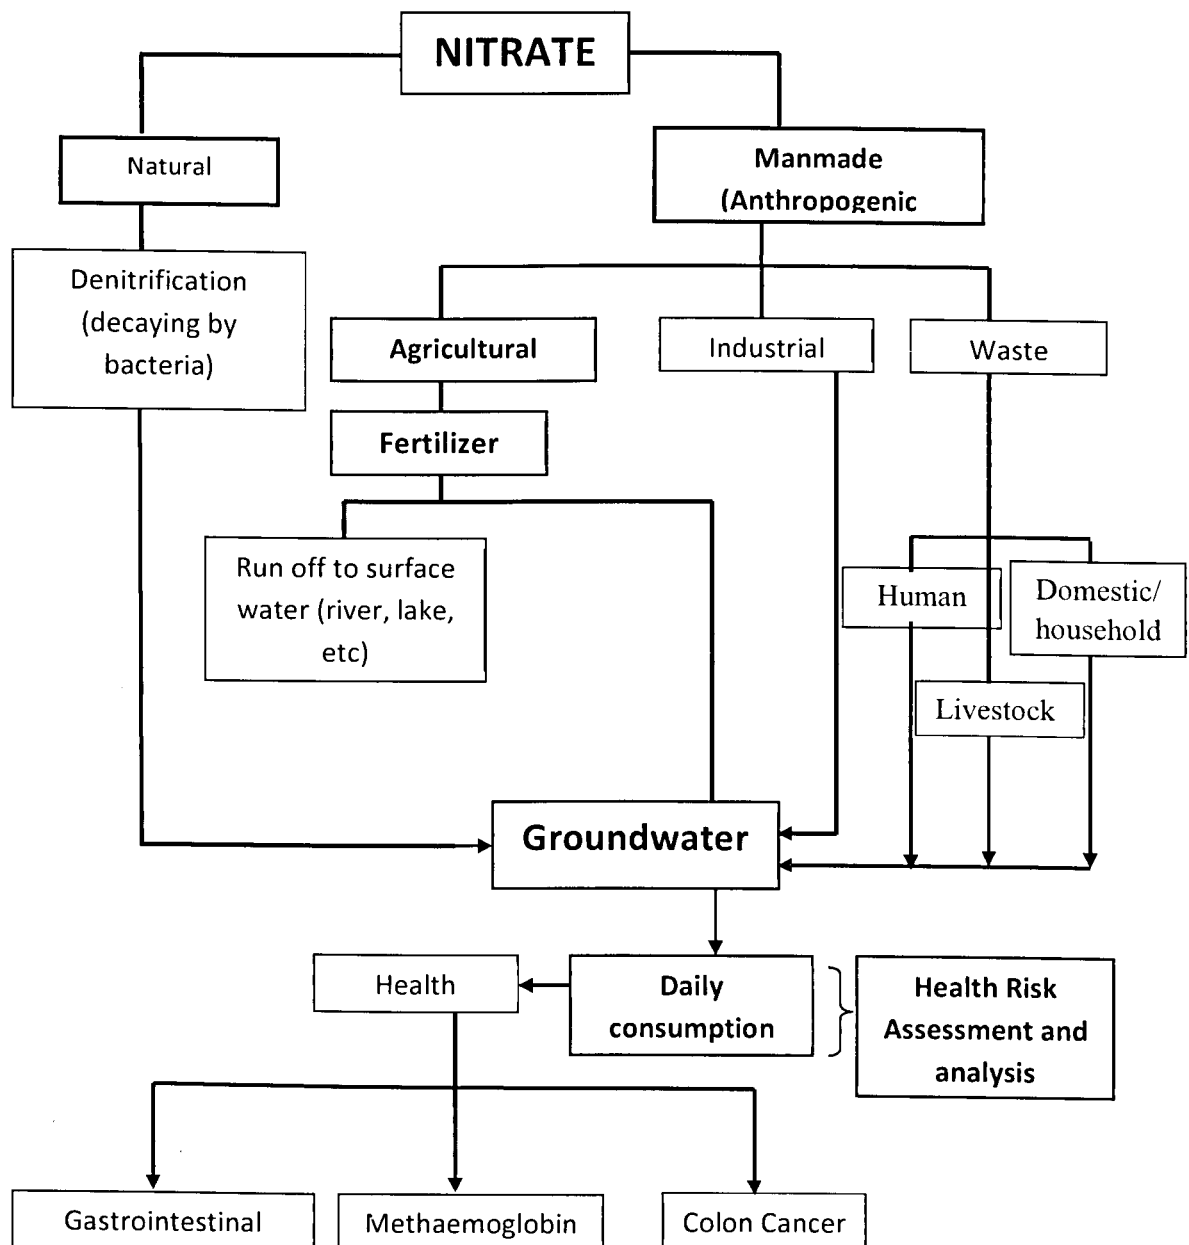 NITRATE
Natural
Manmade
(Anthropogenic
Denitrification
(decaying by
bacteria)
Agricultural
Industrial
Waste
Fertilizer
Run off to surface
water (river, lake,
etc)
Human
Domestic/
household
Livestock
Groundwater
Health
Daily
consumption
Health Risk
Assessment and
analysis
Gastrointestinal
Methaemoglobin
Colon Cancer